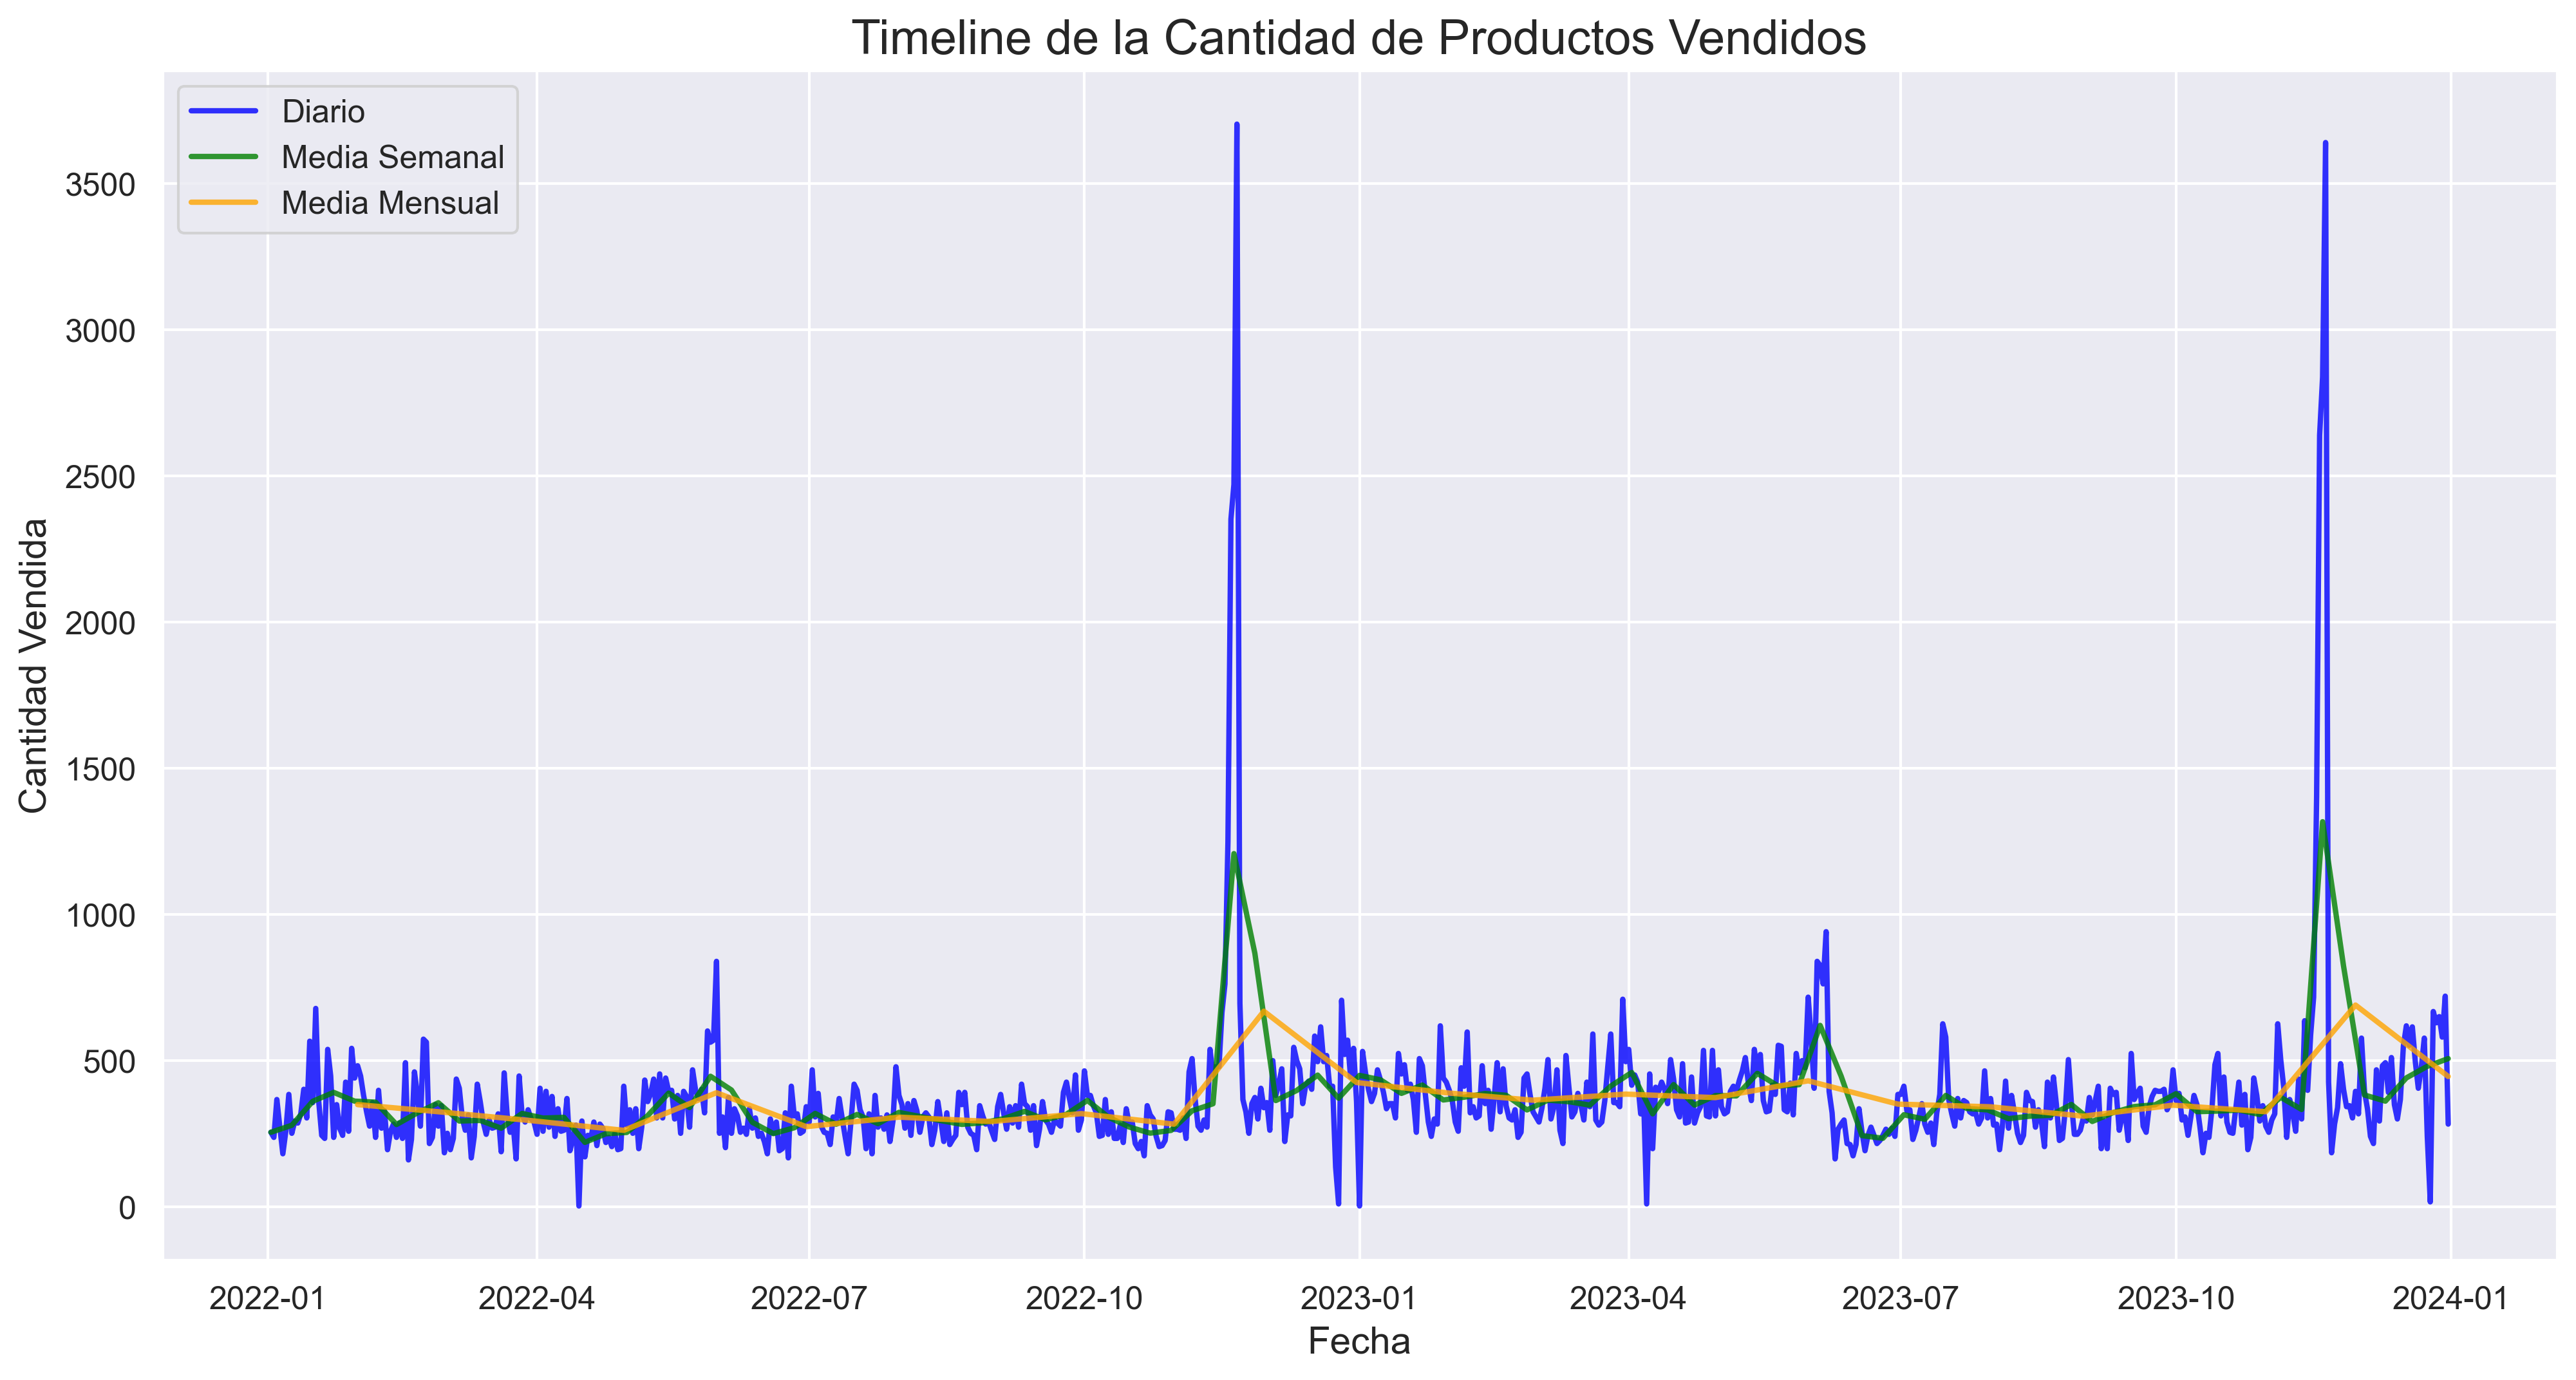 Timeline de la Cantidad de Productos Vendidos
Diario
Media Semanal
Media Mensual
Cantidad Vendida
3500
3000
2500
2000
1500
1000
500
0
2022-01
2022-04
2022-07
2022-10
2023-01
2023-04
2023-07
2023-10
2024-01
Fecha